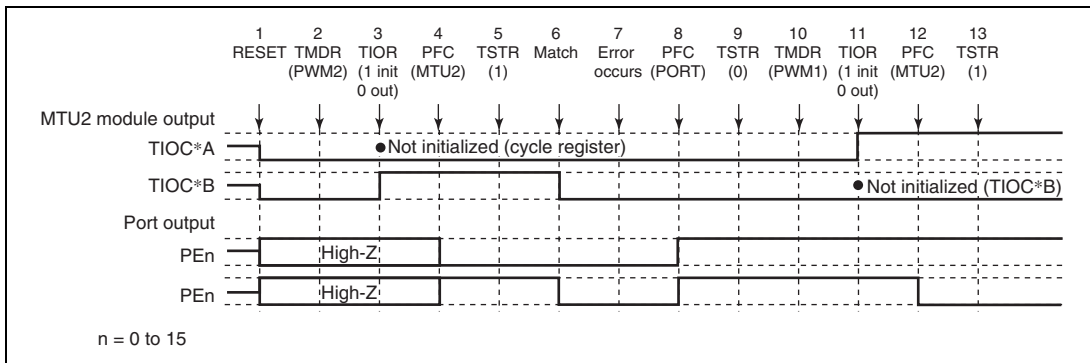 1 2 3 4 5 6 7 8 9 10 11 12 13
RESET TMDR TIOR PFC TSTR Match Error PFC TSTR TMDR TIOR PFC TSTR
(PWM2) (1 init (MTU2) (1) occurs (PORT) (0) (PWM1) (1 init (MTU2) (1)
0 out) 0 out)
MTU2 module output
TIOC*A
●Not initialized (cycle register)
TIOC*B
● Not initialized (TIOC*B)
Port output
PEn
High-Z
PEn
High-Z
n = 0 to 15